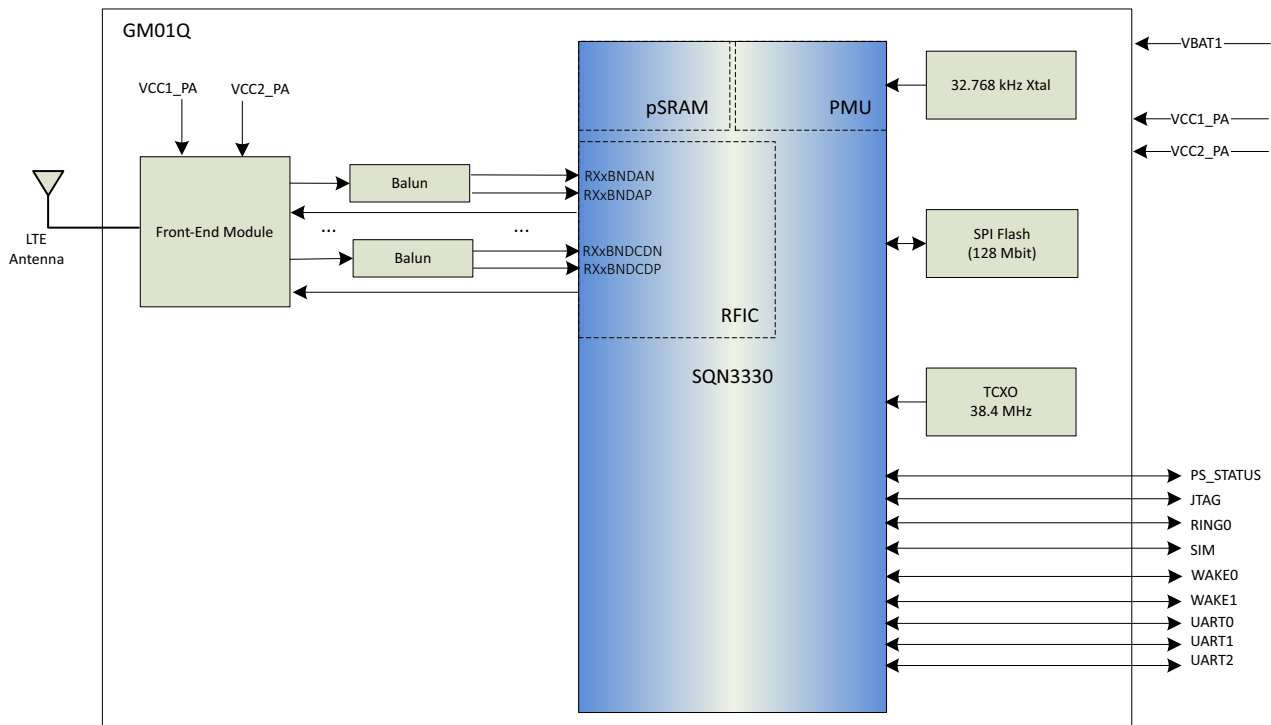 GM01Q
VBAT1
VCC1_PA
VCC2_PA
pSRAM
PMU
32.768 kHz Xtal
VCC1_PA
VCC2_PA
Balun
RXxBNDAN
RXxBNDAP
LTE
Antenna
Front-End Module
...
...
Balun
RXxBNDCDN
RXxBNDCDP
SPI Flash
(128 Mbit)
RFIC
SQN3330
TCXO
38.4 MHz
PS_STATUS
JTAG
RING0
SIM
WAKE0
WAKE1
UART0
UART1
UART2